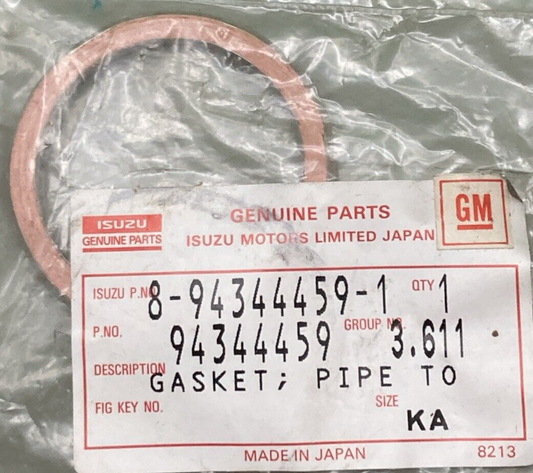 ISUZU
GENUINE PARTS
GENUINE PARTS
ISUZU MOTORS LIMITED JAPAN
GM
ISUZU P.NO. 8-94344459-1 QTY 1
P.NO. 94344459 GROUP NO. 3.611
DESCRIPTION GASKET; PIPE TO
FIG KEY NO. SIZE KA
MADE IN JAPAN 8213